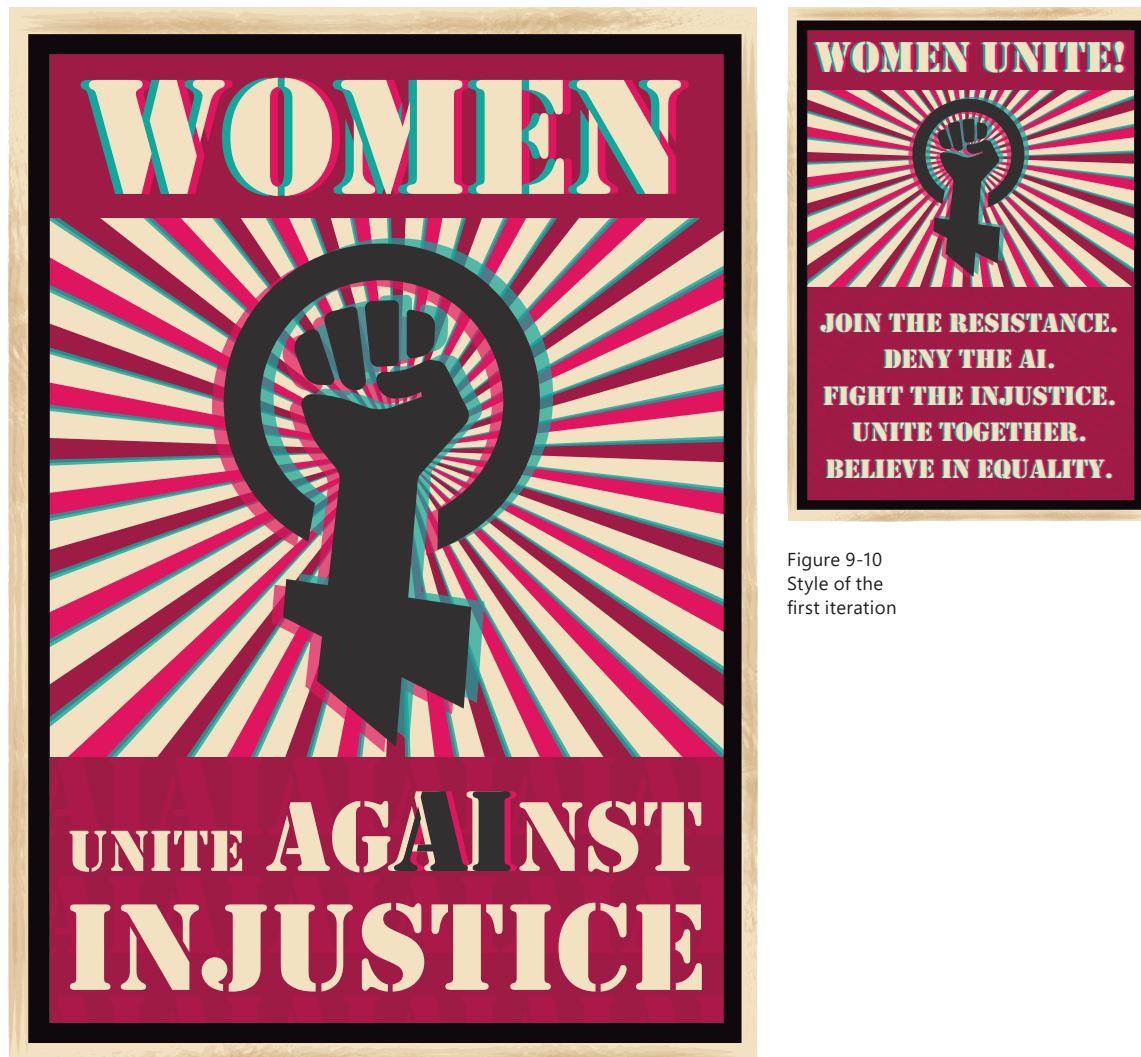 WOMEN
UNITE AGAINST
INJUSTICE
WOMEN UNITE!
JOIN THE RESISTANCE.
DENY THE AI.
FIGHT THE INJUSTICE.
UNITE TOGETHER.
BELIEVE IN EQUALITY.
Figure 9-10
Style of the
first iteration